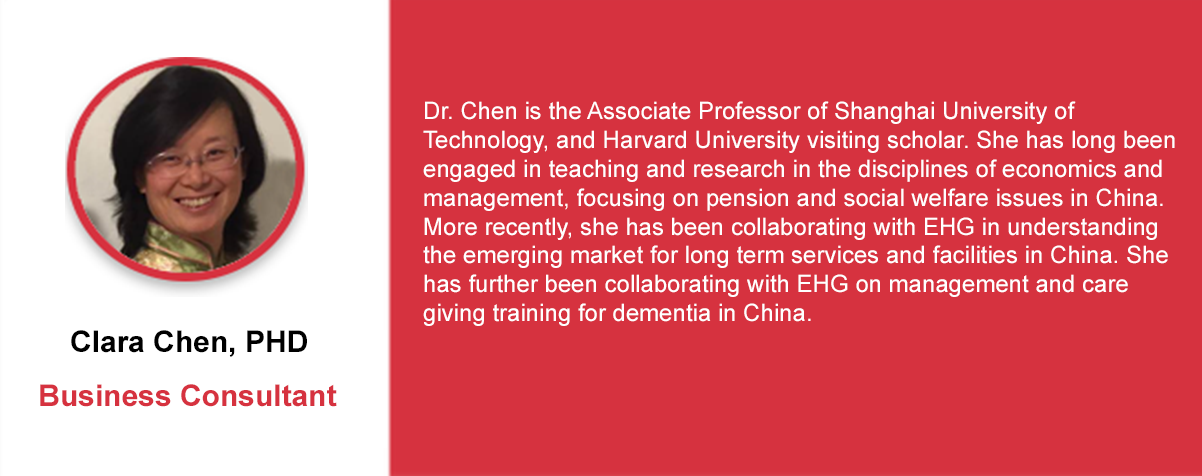 Clara Chen, PHD
Business Consultant
Dr. Chen is the Associate Professor of Shanghai University of
Technology, and Harvard University visiting scholar. She has long been
engaged in teaching and research in the disciplines of economics and
management, focusing on pension and social welfare issues in China.
More recently, she has been collaborating with EHG in understanding
the emerging market for long term services and facilities in China. She
has further been collaborating with EHG on management and care
giving training for dementia in China.